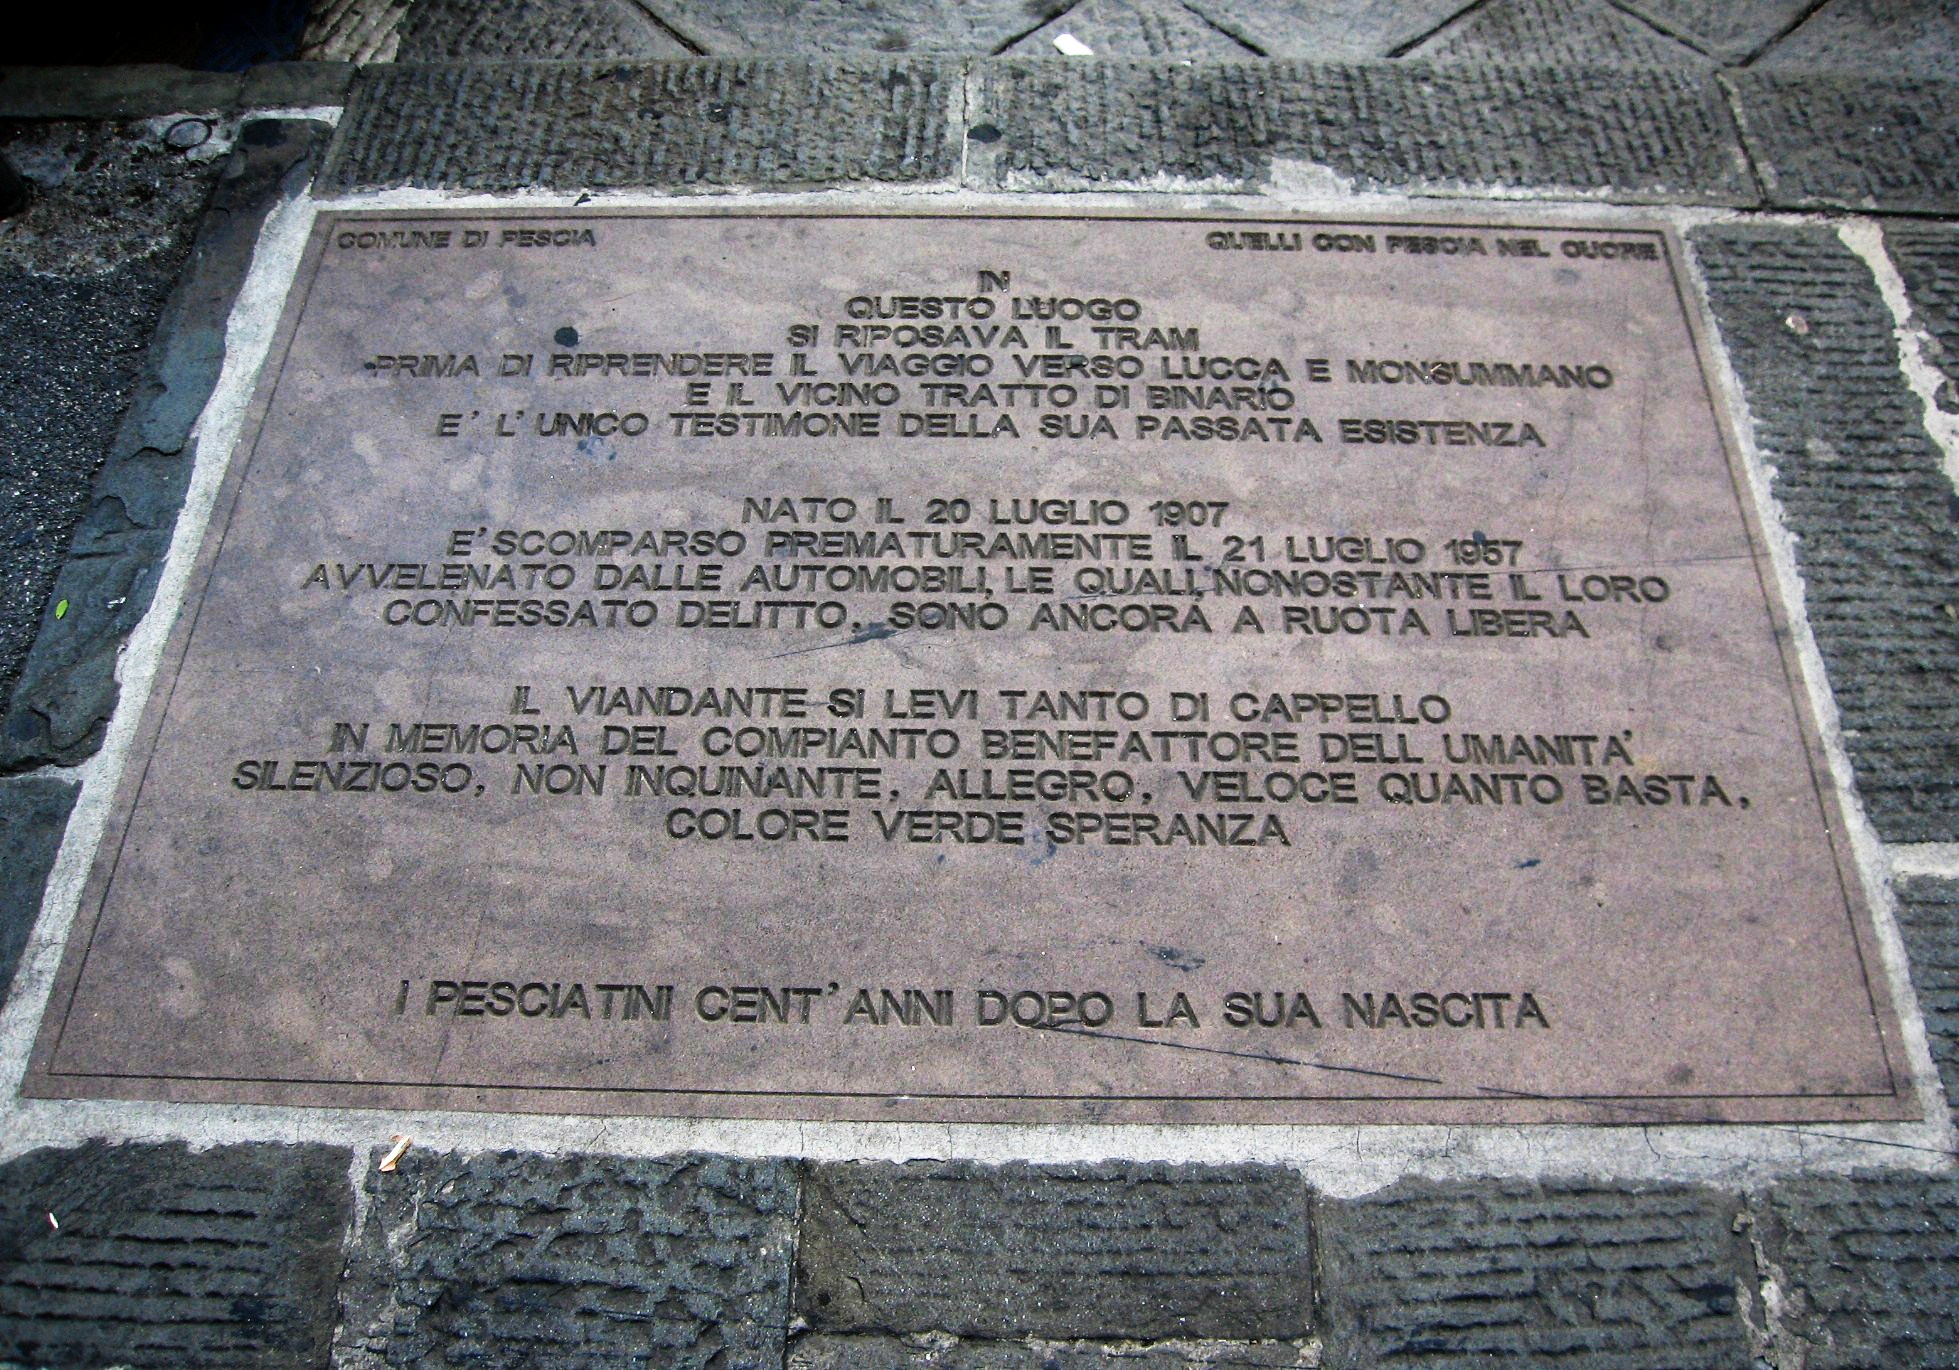 COMUNE DI PESCIA
QUELLI CON PESCIA NEL CUORE
IN
QUESTO LUOGO
SI RIPOSAVA IL TRAM
PRIMA DI RIPRENDERE IL VIAGGIO VERSO LUCCA E MONSUMMANO
E IL VICINO TRATTO DI BINARIO
E' L' UNICO TESTIMONE DELLA SUA PASSATA ESISTENZA
NATO IL 20 LUGLIO 1907
E'SCOMPARSO PREMATURAMENTE IL 21 LUGLIO 1957
AVVELENATO DALLE AUTOMOBILI, LE QUALI, NONOSTANTE IL LORO
CONFESSATO DELITTO, SONO ANCORA A RUOTA LIBERA
IL VIANDANTE SI LEVI TANTO DI CAPPELLO
IN MEMORIA DEL COMPIANTO BENEFATTORE DELL UMANITA'
SILENZIOSO, NON INQUINANTE, ALLEGRO, VELOCE QUANTO BASTA,
COLORE VERDE SPERANZA
I PESCIATINI CENT'ANNI DOPO LA SUA NASCITA